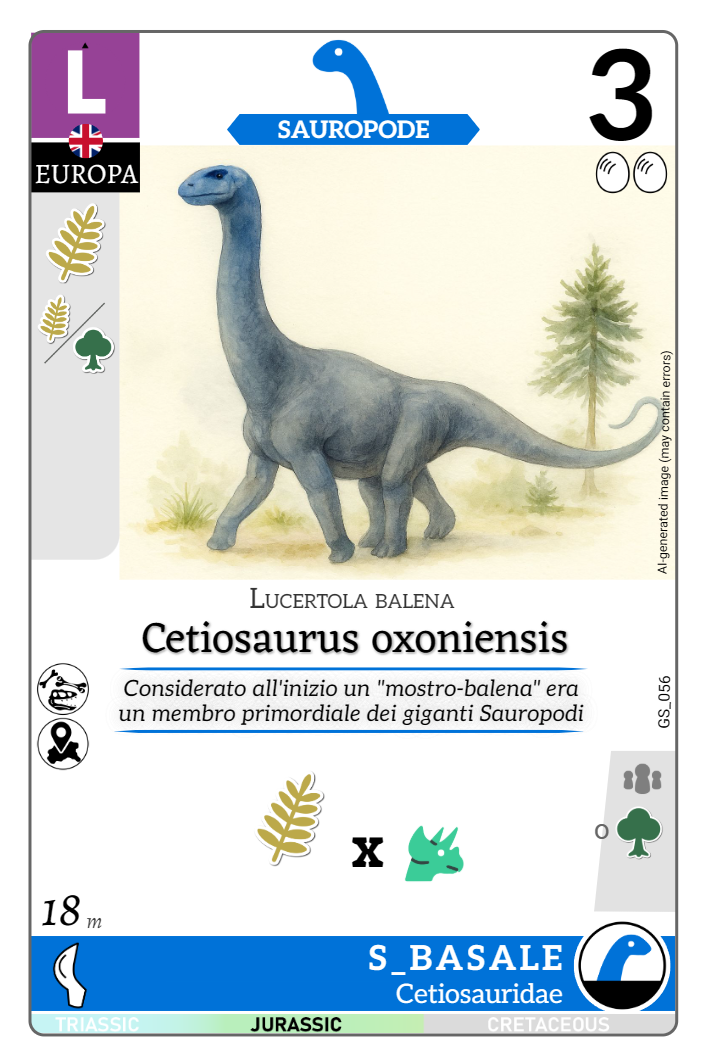 L
SAUROPODE
3
EUROPA
AI-generated image (may contain errors)
Lucertola balena
Cetiosaurus oxoniensis
Considerato all'inizio un "mostro-balena" era
un membro primordiale dei giganti Sauropodi
GS_056
x
o
18 m
S_BASALE
Cetiosauridae
TRIASSIC JURASSIC CRETACEOUS